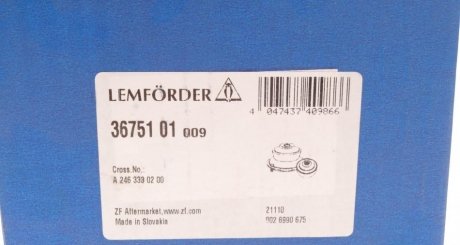 LEMFÖRDER
4 047437 409866
36751 01 009
Cross.No.:
A 246 333 02 00
ZF Aftermarket,www.zf.com
21110
Made in Slovakia
002 6990 675